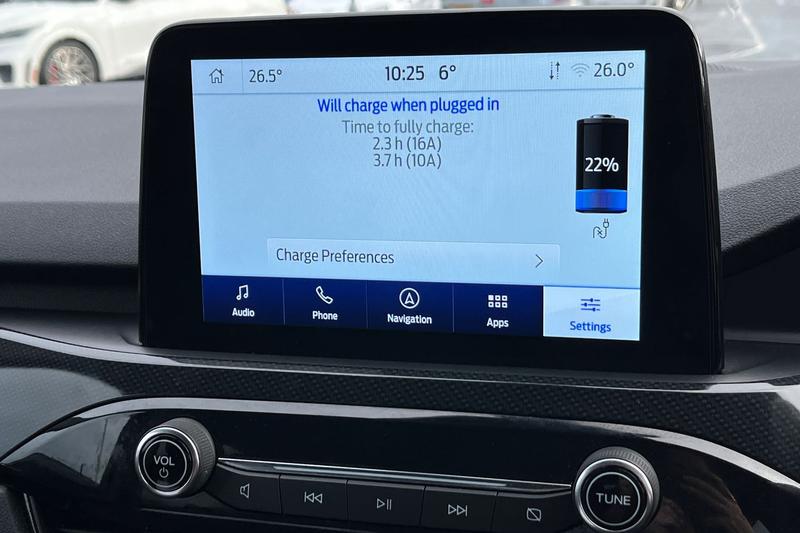 26.5° 10:25 6° 26.0°
Will charge when plugged in
Time to fully charge:
2.3 h (16A)
3.7 h (10A)
22%
Charge Preferences
Audio Phone Navigation Apps Settings
VOL
TUNE